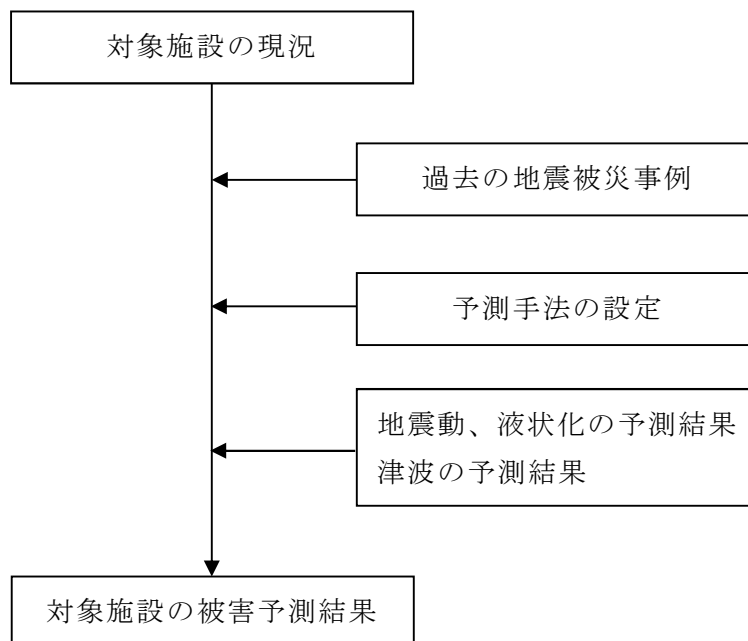 対象施設の現況
過去の地震被災事例
予測手法の設定
地震動、液状化の予測結果
津波の予測結果
対象施設の被害予測結果